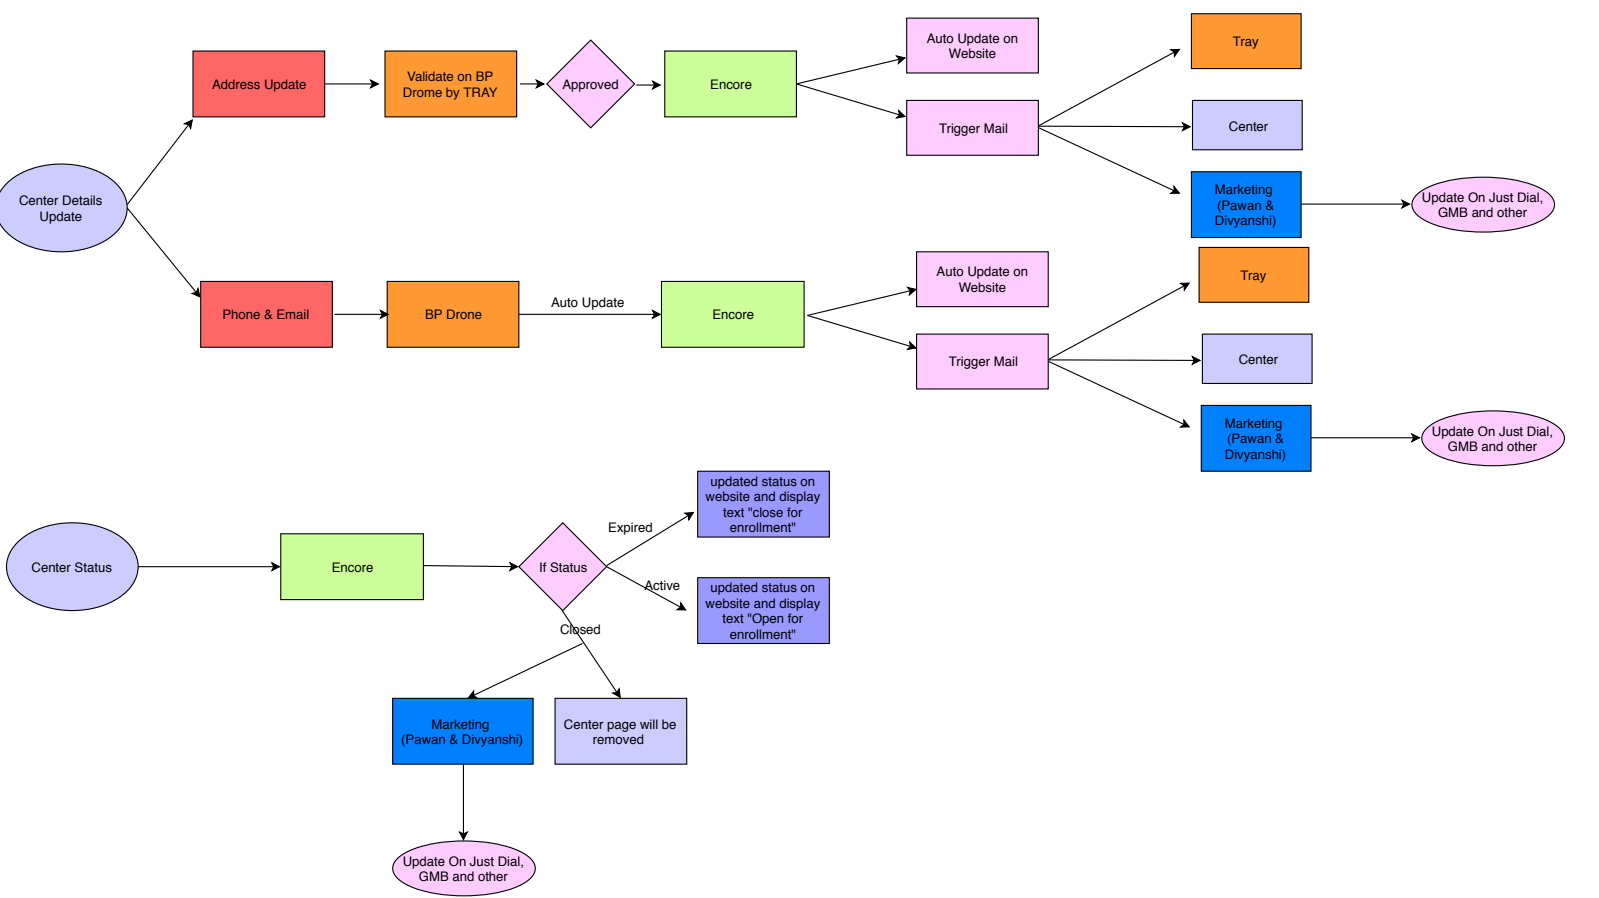 Address Update
Validate on BP
Drome by TRAY
Approved
Encore
Auto Update on
Website
Trigger Mail
Tray
Center
Marketing
(Pawan &
Divyanshi)
Update On Just Dial,
GMB and other
Center Details
Update
Phone & Email
BP Drone
Auto Update
Encore
Auto Update on
Website
Trigger Mail
Tray
Center
Marketing
(Pawan &
Divyanshi)
Update On Just Dial,
GMB and other
Center Status
Encore
If Status
Expired
updated status on
website and display
text "close for
enrollment"
Active
updated status on
website and display
text "Open for
enrollment"
Closed
Marketing
(Pawan & Divyanshi)
Center page will be
removed
Update On Just Dial,
GMB and other